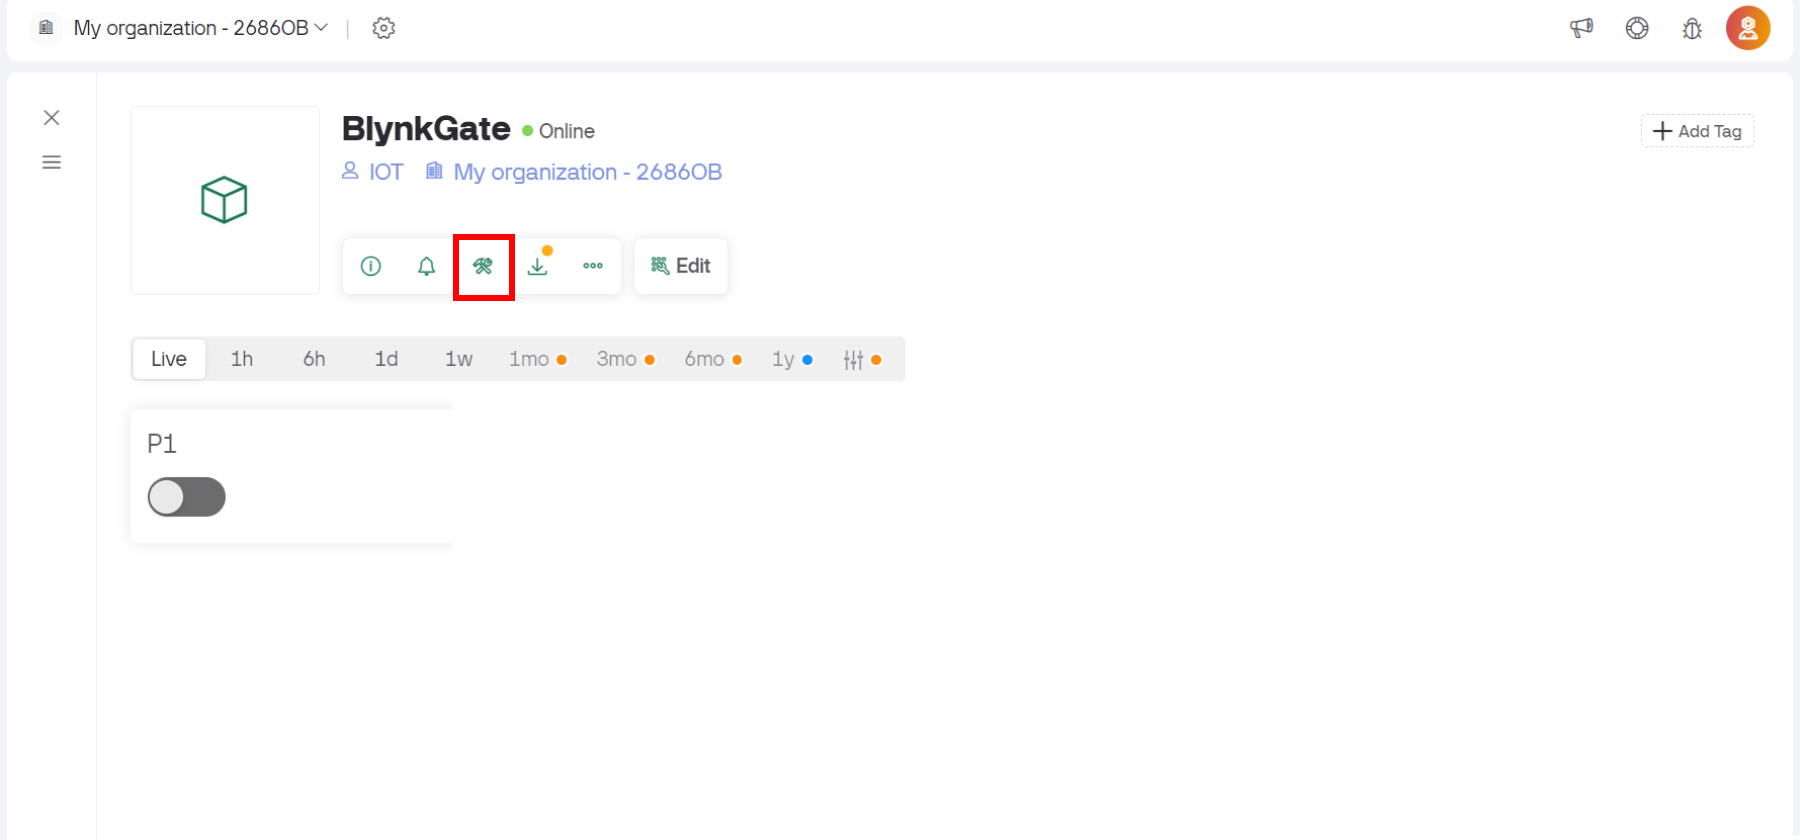 My organization - 2686OB
BlynkGate Online
IOT My organization - 2686OB
Add Tag
Edit
Live 1h 6h 1d 1w 1mo 3mo 6mo 1y
P1